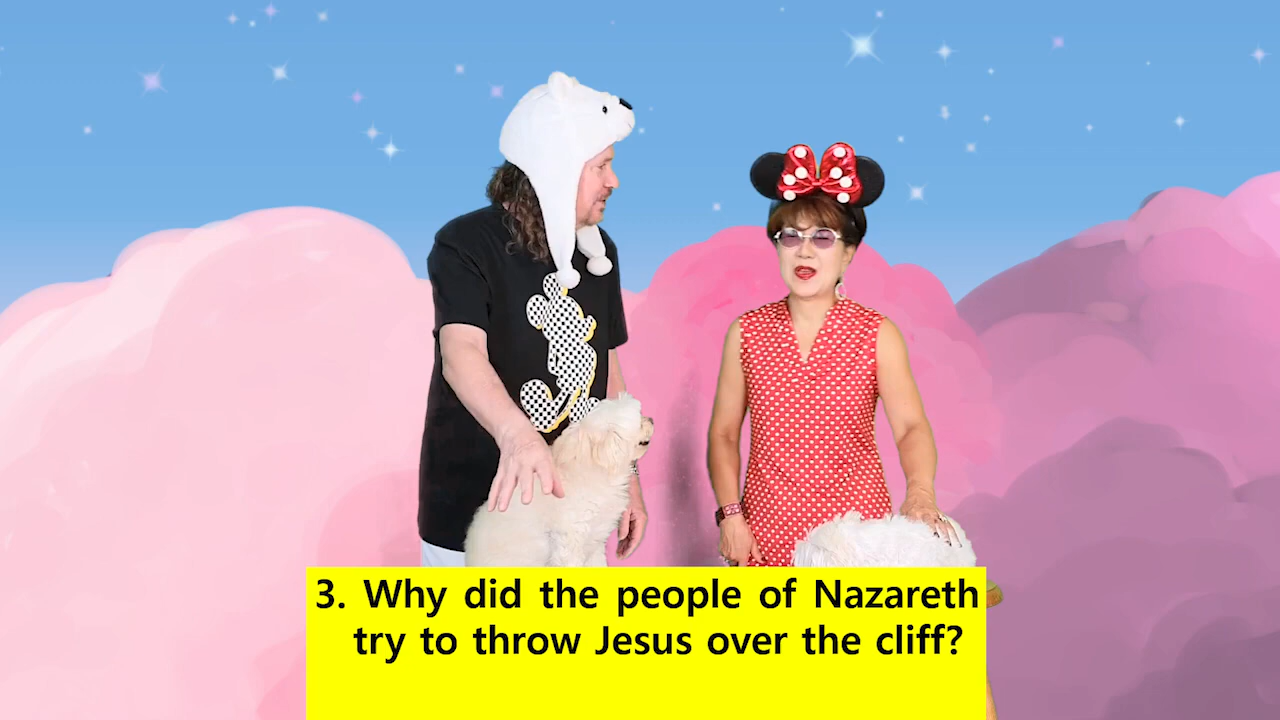 3. Why did the people of Nazareth
try to throw Jesus over the cliff?